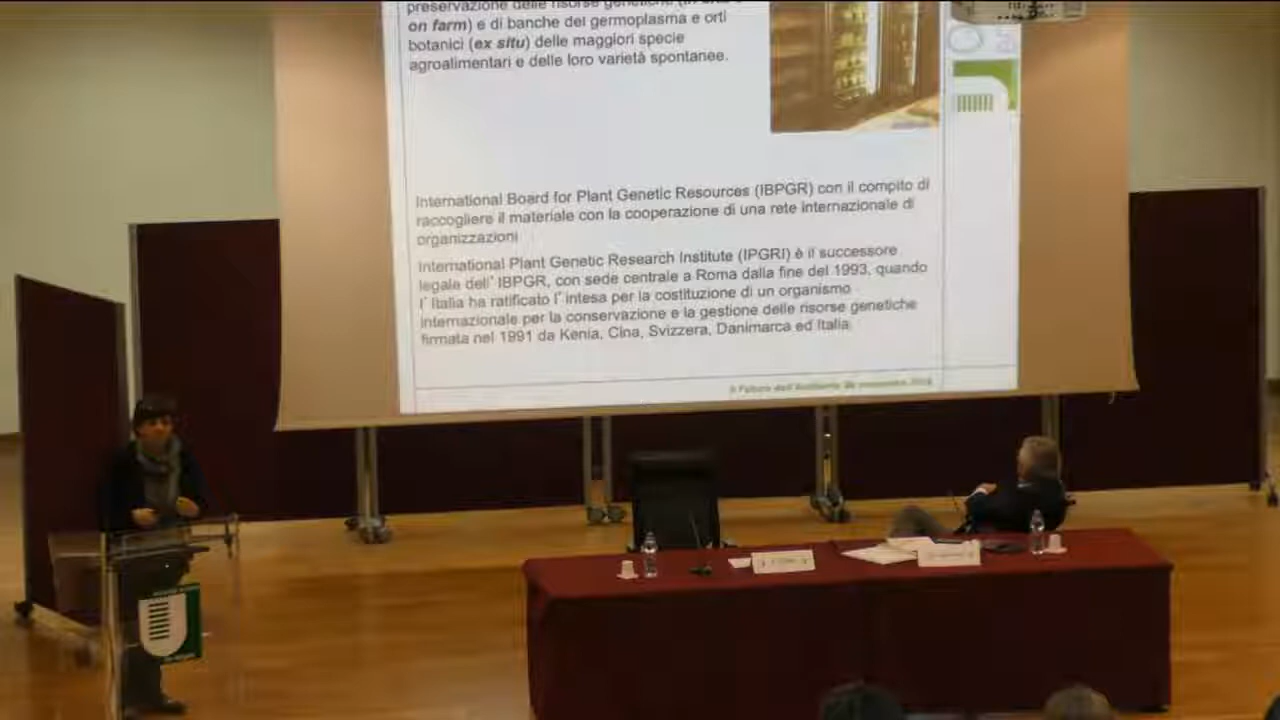 preservazione delle risorse genetiche
on farm) e di banche del germoplasma e orti
botanici (ex situ) delle maggiori specie
agroalimentari e delle loro varietà spontanee.
International Board for Plant Genetic Resources (IBPGR) con il compito di
raccogliere il materiale con la cooperazione di una rete internazionale di
organizzazioni
International Plant Genetic Research Institute (IPGRI) è il successore
legale dell' IBPGR, con sede centrale a Roma dalla fine del 1993, quando
l' Italia ha ratificato l' intesa per la costituzione di un organismo
internazionale per la conservazione e la gestione delle risorse genetiche
firmata nel 1991 da Kenia, Cina, Svizzera, Danimarca ed Italia.
Il Futuro dell'Ambiente